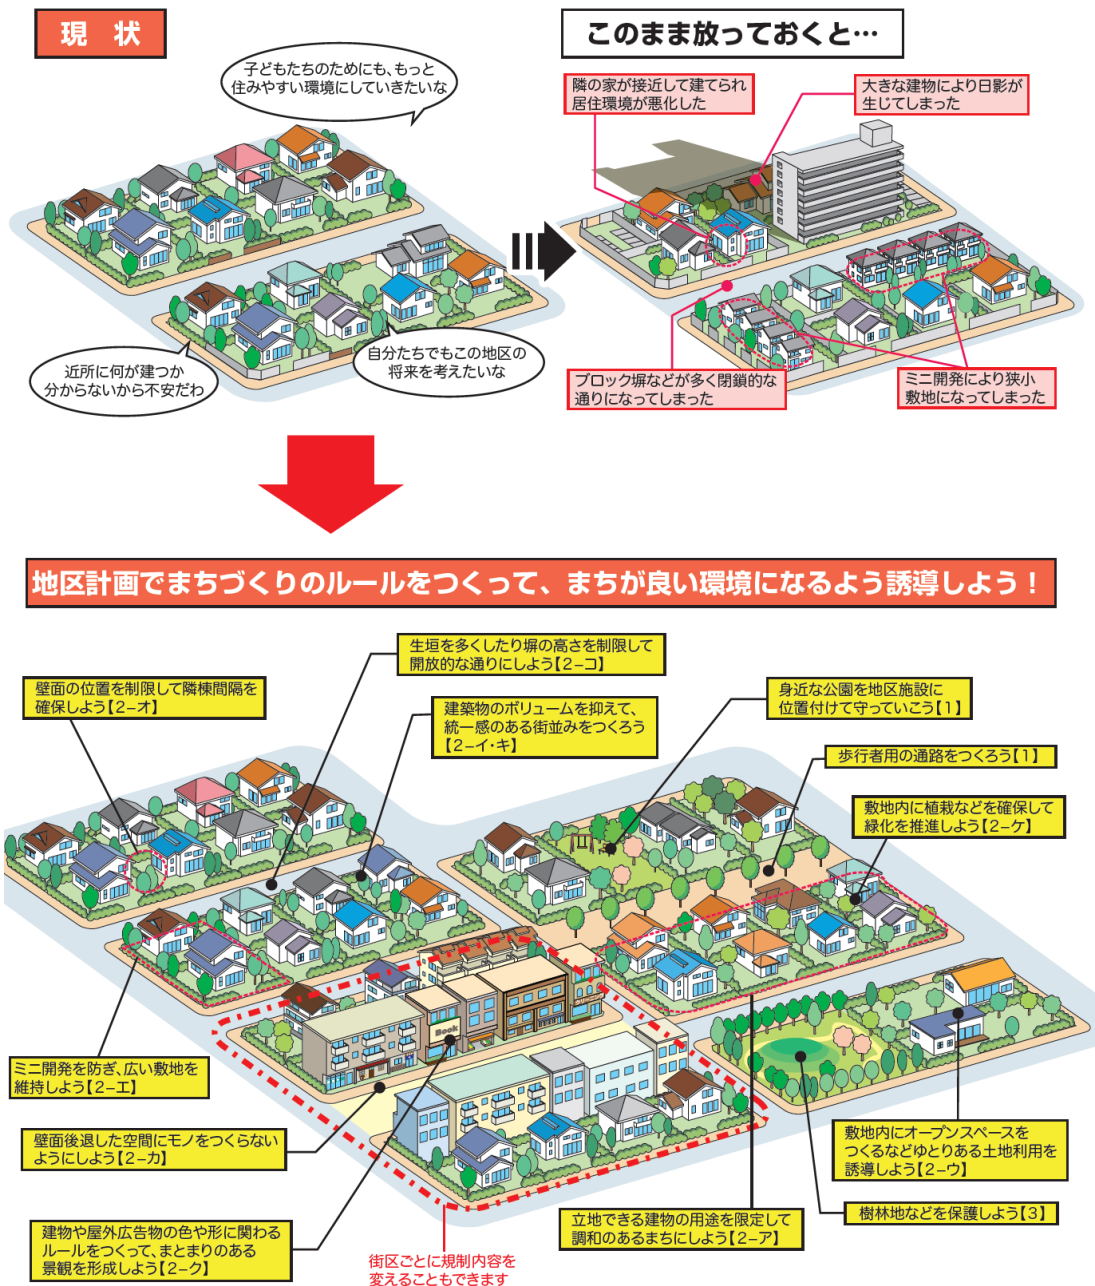 現　状
子どもたちのためにも、もっと
住みやすい環境にしていきたいな
近所に何が建つか
分からないから不安だわ
自分たちでもこの地区の
将来を考えたいな
このまま放っておくと…
隣の家が接近して建てられ
居住環境が悪化した
大きな建物により日影が
生じてしまった
ブロック塀などが多く閉鎖的な
通りになってしまった
ミニ開発により狭小
敷地になってしまった
地区計画でまちづくりのルールをつくって、まちが良い環境になるよう誘導しよう！
生垣を多くしたり塀の高さを制限して
開放的な通りにしよう【2－コ】
壁面の位置を制限して隣棟間隔を
確保しよう【2－オ】
建築物のボリュームを抑えて、
統一感のある街並みをつくろう
【2－イ・キ】
身近な公園を地区施設に
位置付けて守っていこう【1】
歩行者用の通路をつくろう【1】
敷地内に植栽などを確保して
緑化を推進しよう【2－ケ】
Book
ミニ開発を防ぎ、広い敷地を
維持しよう【2－エ】
壁面後退した空間にモノをつくらない
ようにしよう【2－カ】
建物や屋外広告物の色や形に関わる
ルールをつくって、まとまりのある
景観を形成しよう【2－ク】
街区ごとに規制内容を
変えることもできます
立地できる建物の用途を限定して
調和のあるまちにしよう【2－ア】
敷地内にオープンスペースを
つくるなどゆとりある土地利用を
誘導しよう【2－ウ】
樹林地などを保護しよう【3】